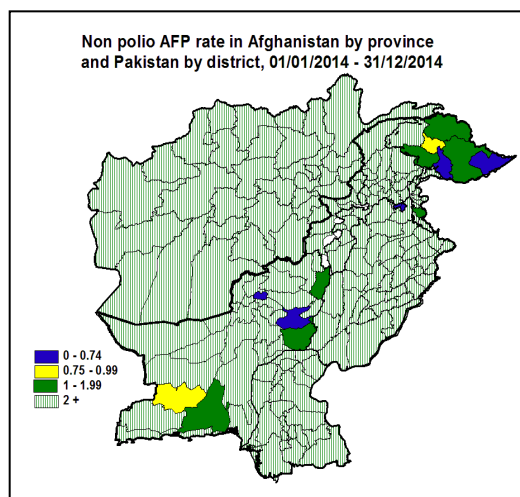 Non polio AFP rate in Afghanistan by province
and Pakistan by district, 01/01/2014 - 31/12/2014
0 - 0.74
0.75 - 0.99
1 - 1.99
2 +